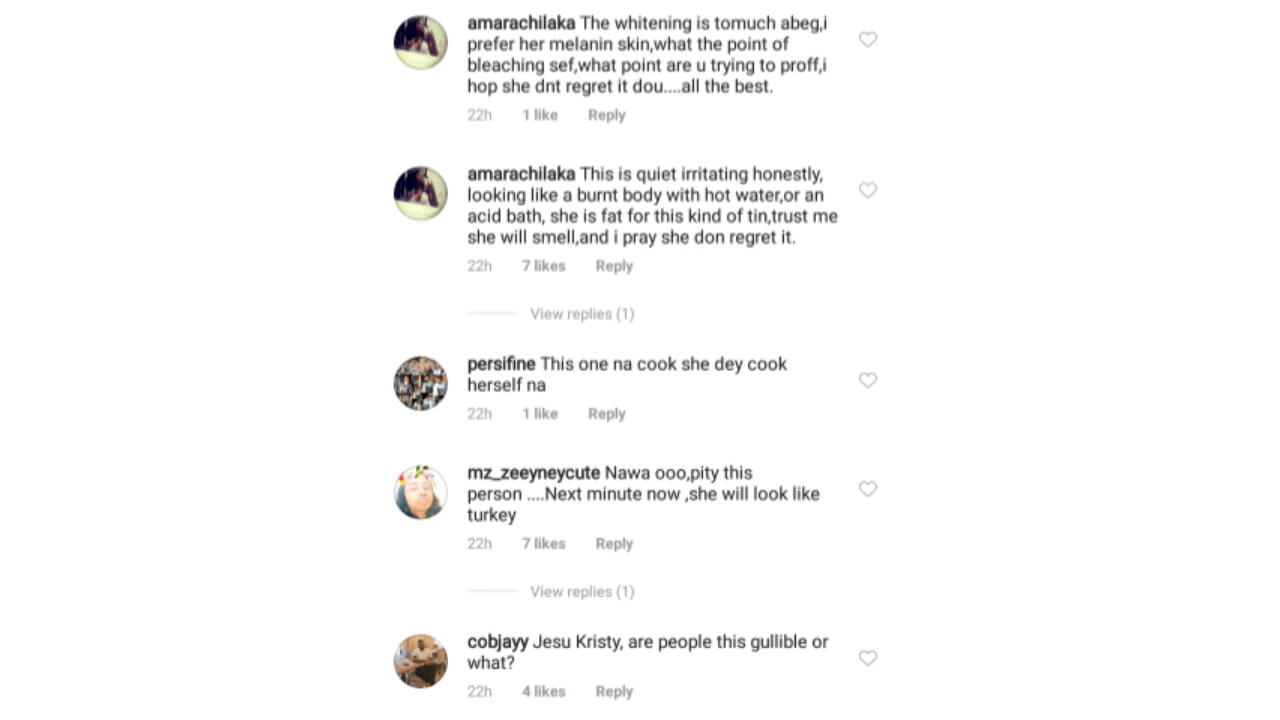 amarachilaka The whitening is tomuch abeg,i
prefer her melanin skin,what the point of
bleaching sef,what point are u trying to proff,i
hop she dnt regret it dou....all the best.
22h 1 like Reply
amarachilaka This is quiet irritating honestly,
looking like a burnt body with hot water,or an
acid bath, she is fat for this kind of tin,trust me
she will smell,and i pray she don regret it.
22h 7 likes Reply
View replies (1)
persifine This one na cook she dey cook
herself na
22h 1 like Reply
mz_zeeyneycute Nawa ooo,pity this
person ....Next minute now ,she will look like
turkey
22h 7 likes Reply
View replies (1)
cobjayy Jesu Kristy, are people this gullible or
what?
22h 4 likes Reply